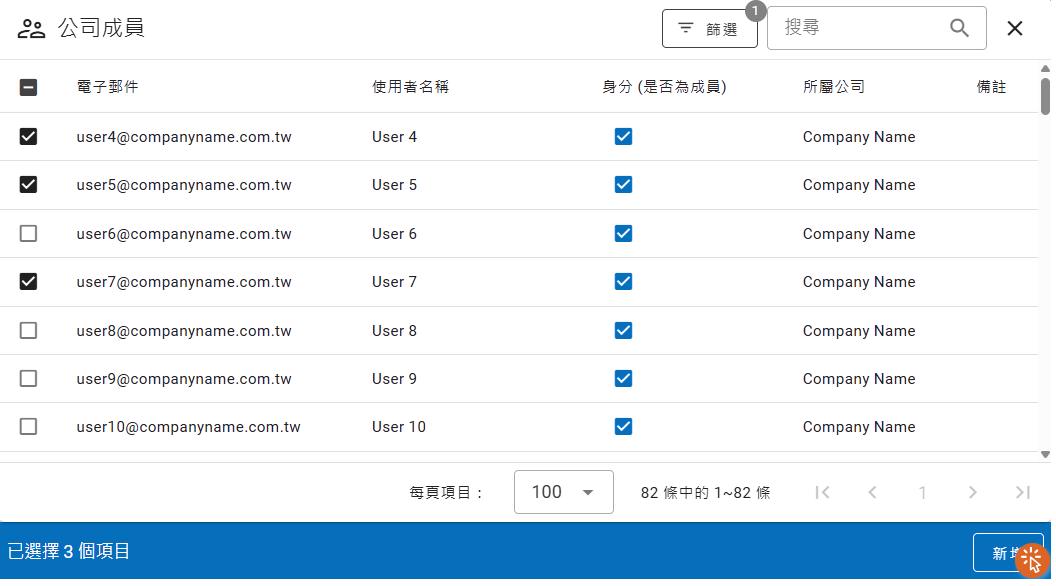 公司成員
篩選
1
搜尋
電子郵件 使用者名稱 身分 (是否為成員) 所屬公司 備註
user4@companyname.com.tw User 4 Company Name
user5@companyname.com.tw User 5 Company Name
user6@companyname.com.tw User 6 Company Name
user7@companyname.com.tw User 7 Company Name
user8@companyname.com.tw User 8 Company Name
user9@companyname.com.tw User 9 Company Name
user10@companyname.com.tw User 10 Company Name
每頁項目： 100 82 條中的 1~82 條 1
已選擇 3 個項目 新增